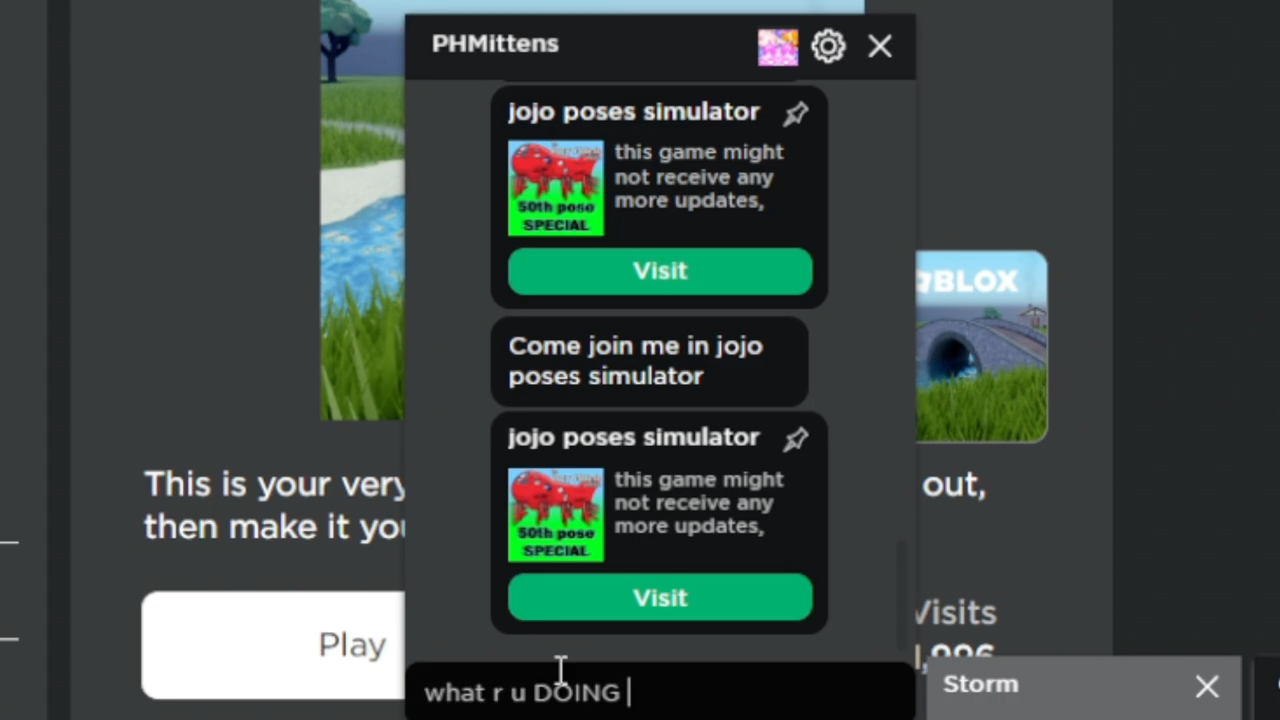 PHMittens
jojo poses simulator
this game might
not receive any
more updates,
50th pose
SPECIAL
Visit
Come join me in jojo
poses simulator
jojo poses simulator
this game might
not receive any
more updates,
50th pose
SPECIAL
Visit
what r u DOING
BLOX
This is your very
out,
then make it
Play
Visits
Storm